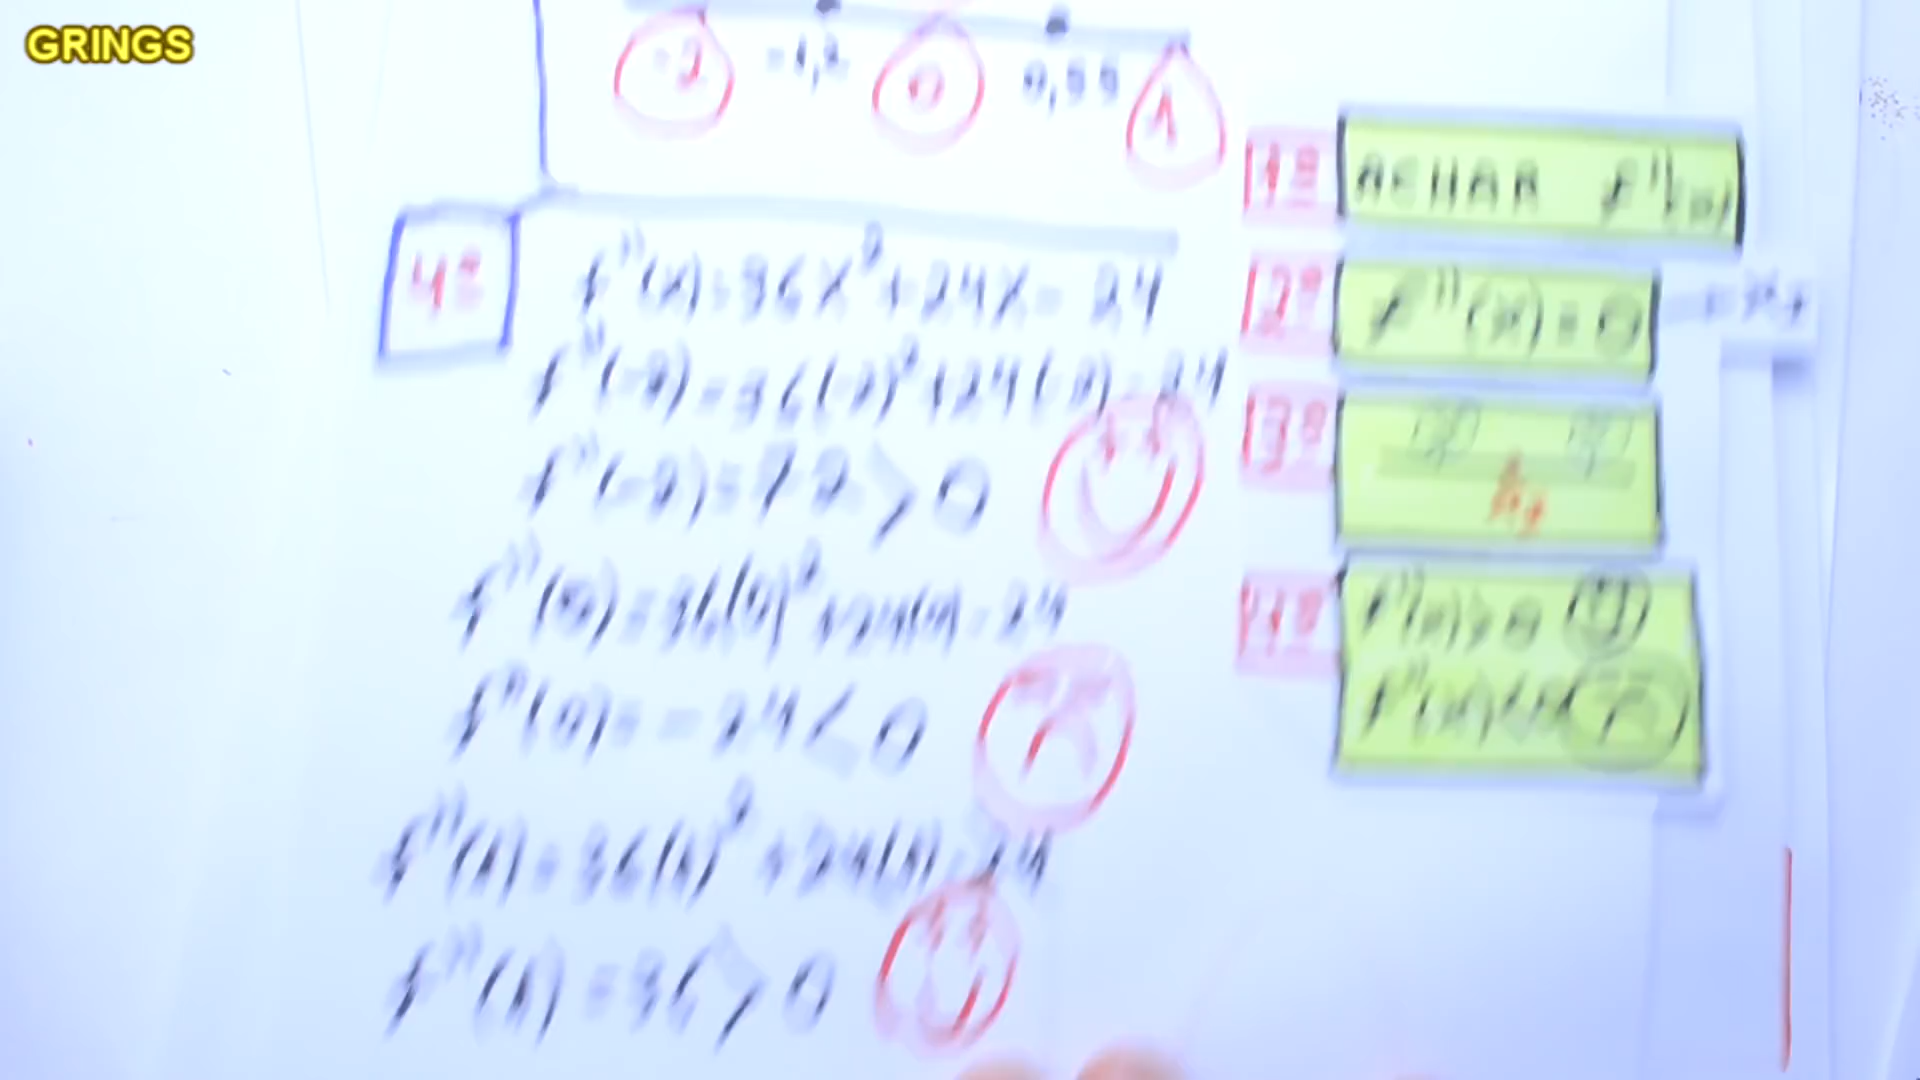 GRINGS
-2 -1,2 0 0,55 1
4º
f''(x) = 36x² + 24x - 24
f''(-2) = 36(-2)² + 24(-2) - 24
f''(-2) = 72 > 0
f''(0) = 36(0)² + 24(0) - 24
f''(0) = -24 < 0
f''(1) = 36(1)² + 24(1) - 24
f''(1) = 36 > 0
1º ACHAR f''(x)
2º f''(x) = 0
3º
4º f''(x) > 0
f''(x) < 0